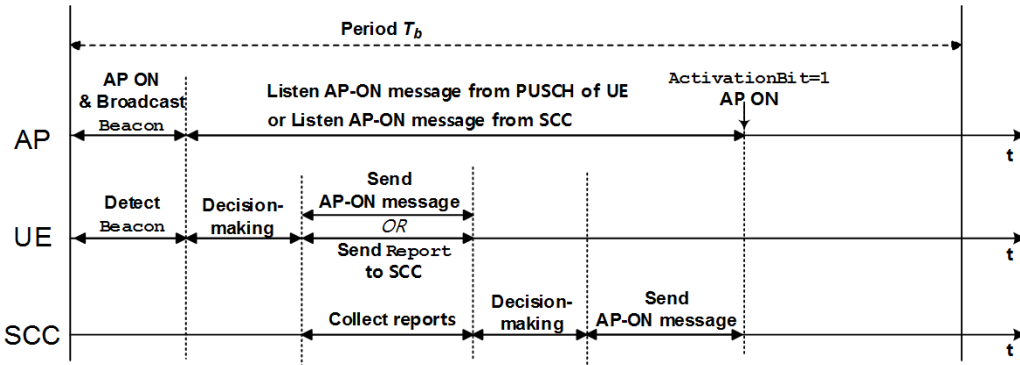 Period Tb
AP ON
& Broadcast
Beacon
Listen AP-ON message from PUSCH of UE
or Listen AP-ON message from SCC
ActivationBit=1
AP ON
AP
t
Detect
Beacon
Decision-
making
Send
AP-ON message
OR
Send Report
to SCC
UE
t
Collect reports
Decision-
making
Send
AP-ON message
SCC
t